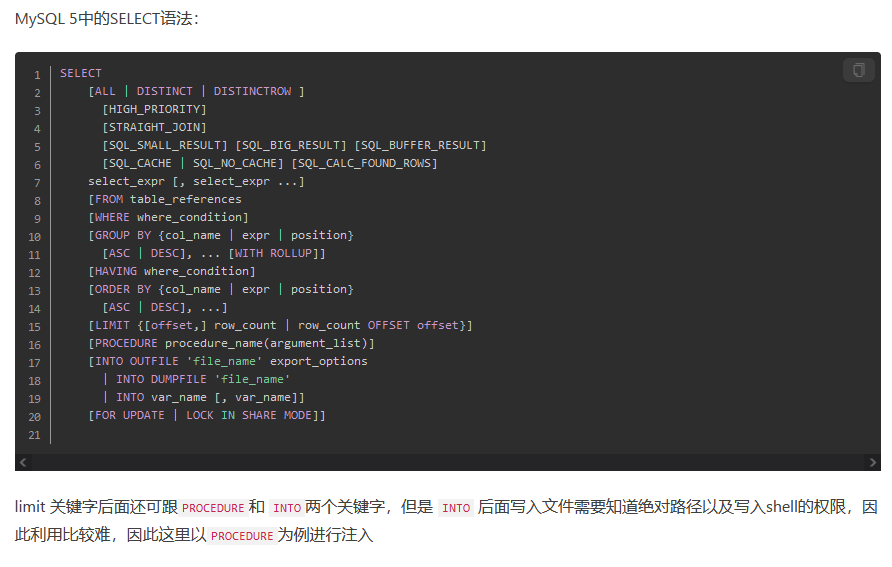 MySQL 5中的SELECT语法：
1 SELECT
2     [ALL | DISTINCT | DISTINCTROW ]
3       [HIGH_PRIORITY]
4       [STRAIGHT_JOIN]
5       [SQL_SMALL_RESULT] [SQL_BIG_RESULT] [SQL_BUFFER_RESULT]
6       [SQL_CACHE | SQL_NO_CACHE] [SQL_CALC_FOUND_ROWS]
7     select_expr [, select_expr ...]
8     [FROM table_references
9     [WHERE where_condition]
10     [GROUP BY {col_name | expr | position}
11       [ASC | DESC], ... [WITH ROLLUP]]
12     [HAVING where_condition]
13     [ORDER BY {col_name | expr | position}
14       [ASC | DESC], ...]
15     [LIMIT {[offset,] row_count | row_count OFFSET offset}]
16     [PROCEDURE procedure_name(argument_list)]
17     [INTO OUTFILE 'file_name' export_options
18       | INTO DUMPFILE 'file_name'
19       | INTO var_name [, var_name]]
20     [FOR UPDATE | LOCK IN SHARE MODE]]
21
limit 关键字后面还可跟 PROCEDURE 和 INTO 两个关键字，但是 INTO 后面写入文件需要知道绝对路径以及写入shell的权限，因
此利用比较难，因此这里以 PROCEDURE 为例进行注入